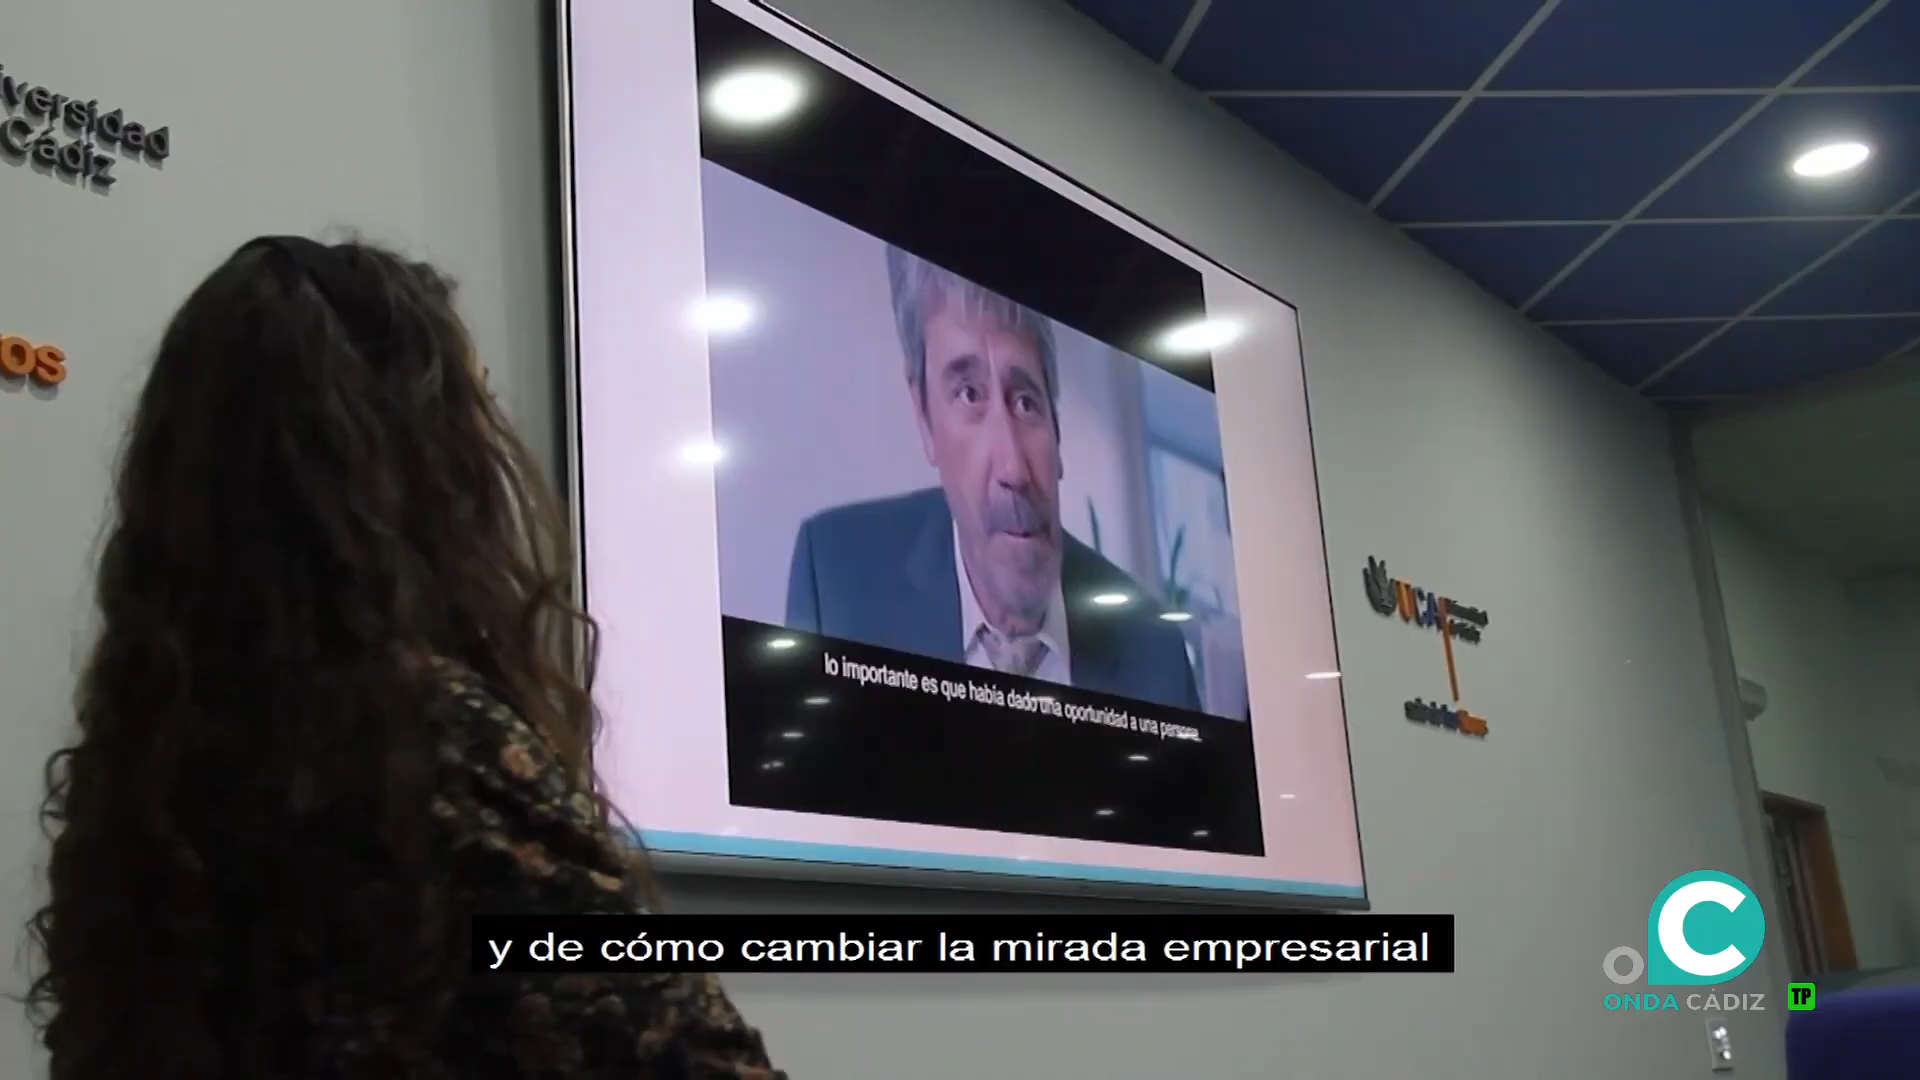 iversidad
Cádiz
os
lo importante es que había dado una oportunidad a una persona.
UCA
y de cómo cambiar la mirada empresarial
ONDA CÁDIZ
TP